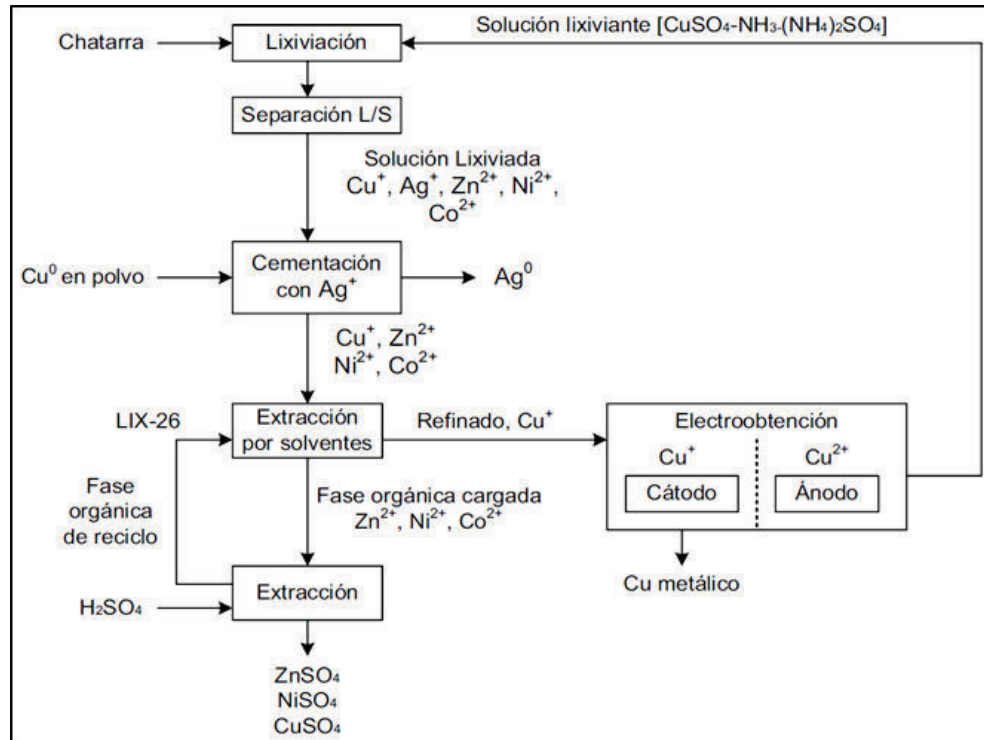 Solución lixiviante [CuSO₄-NH₃-(NH₄)₂SO₄]
Chatarra
Lixiviación
Separación L/S
Solución Lixiviada
Cu⁺, Ag⁺, Zn²⁺, Ni²⁺,
Co²⁺
Cu⁰ en polvo
Cementación
con Ag⁺
Ag⁰
Cu⁺, Zn²⁺
Ni²⁺, Co²⁺
LIX-26
Extracción
por solventes
Refinado, Cu⁺
Electroobtención
Cu⁺
Cu²⁺
Cátodo
Ánodo
Fase
orgánica
de reciclo
Fase orgánica cargada
Zn²⁺, Ni²⁺, Co²⁺
Cu metálico
H₂SO₄
Extracción
ZnSO₄
NiSO₄
CuSO₄